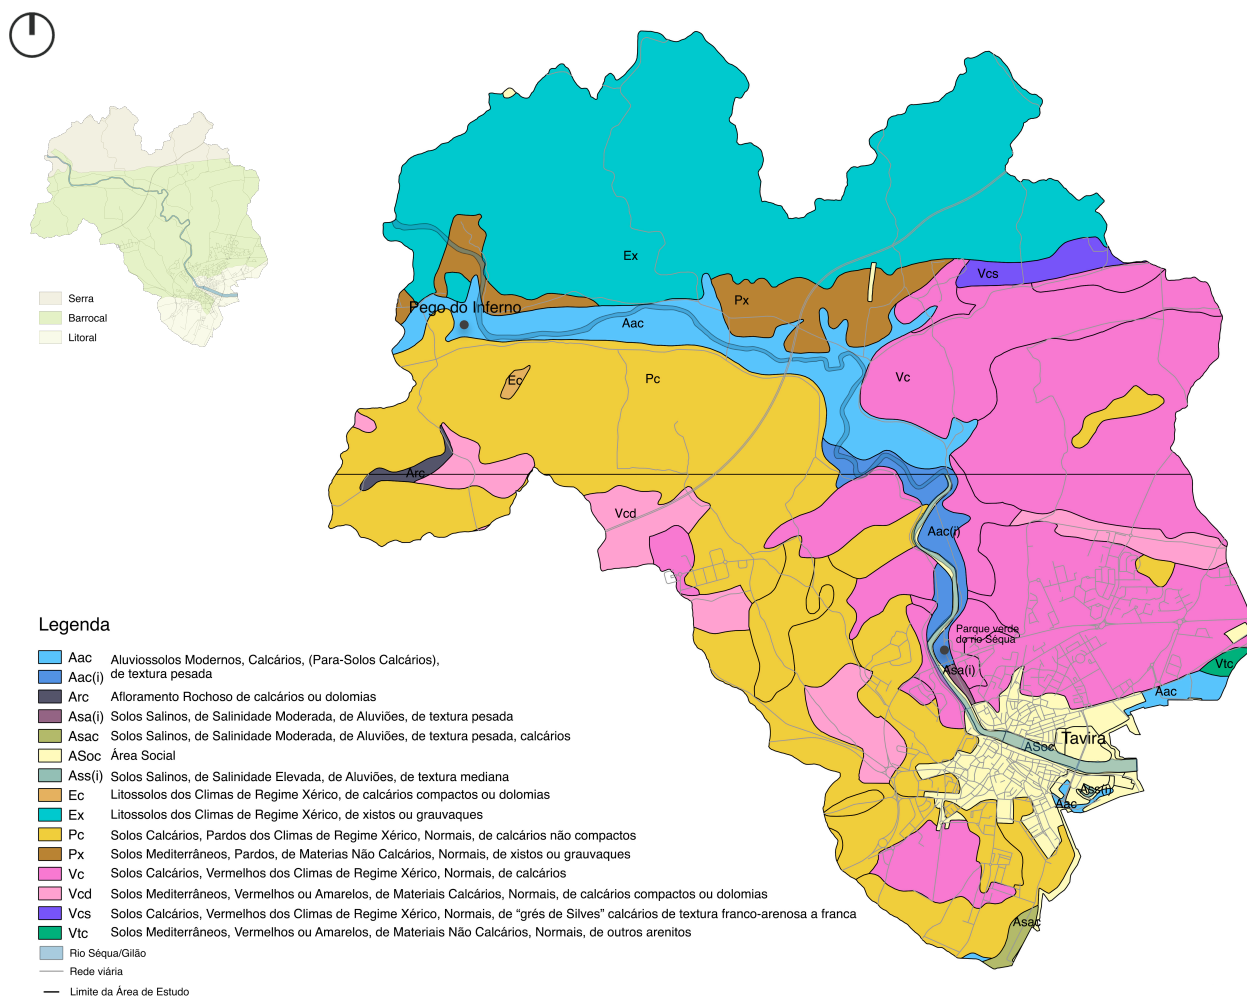 Serra
Barrocal
Litoral
Ex
Vcs
Pego do Inferno
Px
Aac
Ec
Pc
Vc
Arc
Vcd
Aac(i)
Parque verde
do rio Séqua
Asa(i)
Vtc
Aac
Tavira
ASoc
Ass(i)
Aac
Asac
Legenda
Aac Aluviossolos Modernos, Calcários, (Para-Solos Calcários),
Aac(i) de textura pesada
Arc Afloramento Rochoso de calcários ou dolomias
Asa(i) Solos Salinos, de Salinidade Moderada, de Aluviões, de textura pesada
Asac Solos Salinos, de Salinidade Moderada, de Aluviões, de textura pesada, calcários
ASoc Área Social
Ass(i) Solos Salinos, de Salinidade Elevada, de Aluviões, de textura mediana
Ec Litossolos dos Climas de Regime Xérico, de calcários compactos ou dolomias
Ex Litossolos dos Climas de Regime Xérico, de xistos ou grauvaques
Pc Solos Calcários, Pardos dos Climas de Regime Xérico, Normais, de calcários não compactos
Px Solos Mediterrâneos, Pardos, de Materias Não Calcários, Normais, de xistos ou grauvaques
Vc Solos Calcários, Vermelhos dos Climas de Regime Xérico, Normais, de calcários
Vcd Solos Mediterrâneos, Vermelhos ou Amarelos, de Materiais Calcários, Normais, de calcários compactos ou dolomias
Vcs Solos Calcários, Vermelhos dos Climas de Regime Xérico, Normais, de “grés de Silves” calcários de textura franco-arenosa a franca
Vtc Solos Mediterrâneos, Vermelhos ou Amarelos, de Materiais Não Calcários, Normais, de outros arenitos
Rio Séqua/Gilão
Rede viária
Limite da Área de Estudo